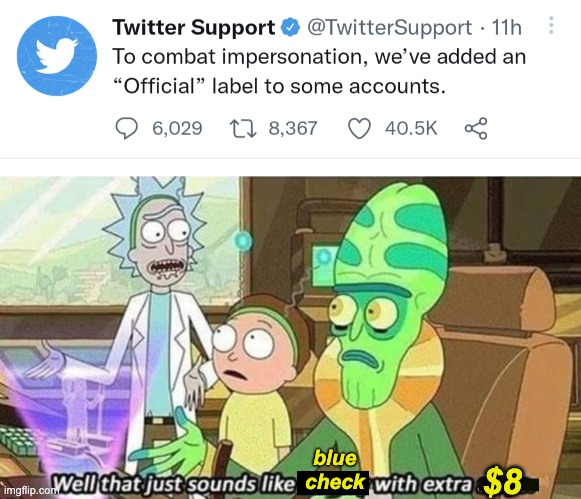 Twitter Support @TwitterSupport · 11h
To combat impersonation, we’ve added an
“Official” label to some accounts.
6,029 8,367 40.5K
Well that just sounds like blue check with extra $8
imgflip.com